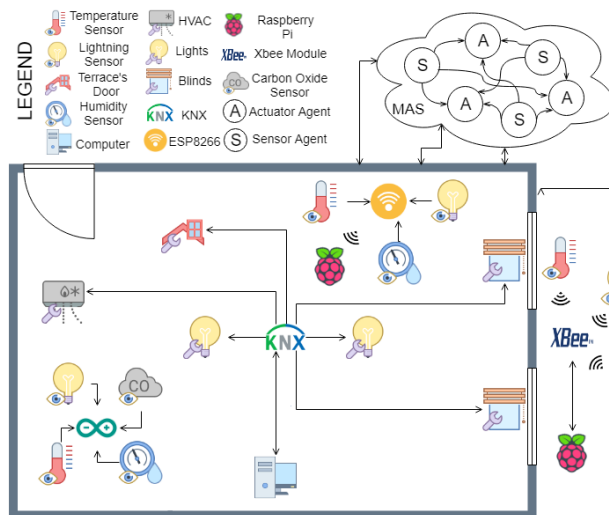 LEGEND
Temperature
Sensor
HVAC
Raspberry
Pi
Lightning
Sensor
Lights
XBee
Xbee Module
Terrace's
Door
Blinds
CO
Carbon Oxide
Sensor
Humidity
Sensor
KNX
KNX
A
Actuator Agent
Computer
ESP8266
S
Sensor Agent
A
S
S
A
A
S
MAS
KNX
CO
XBee